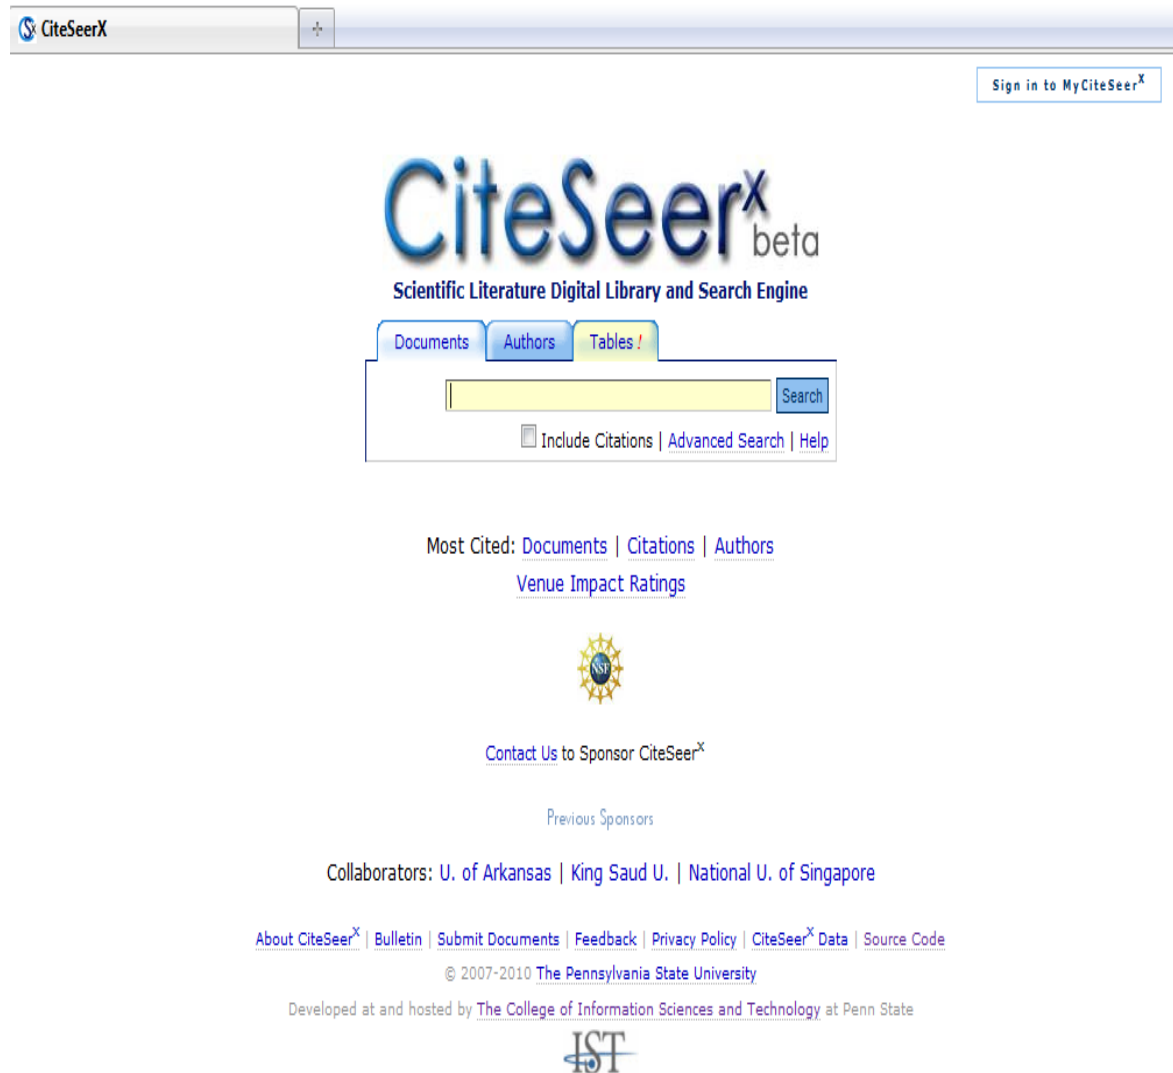 CiteSeerX
Sign in to MyCiteSeerX
CiteSeerx
beta
Scientific Literature Digital Library and Search Engine
Documents Authors Tables !
Search
Include Citations | Advanced Search | Help
Most Cited: Documents | Citations | Authors
Venue Impact Ratings
NSF
Contact Us to Sponsor CiteSeerX
Previous Sponsors
Collaborators: U. of Arkansas | King Saud U. | National U. of Singapore
About CiteSeerX | Bulletin | Submit Documents | Feedback | Privacy Policy | CiteSeerX Data | Source Code
© 2007-2010 The Pennsylvania State University
Developed at and hosted by The College of Information Sciences and Technology at Penn State
IST